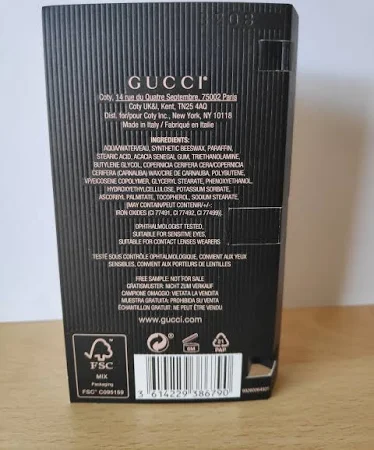 GUCCI
Coty, 14 rue du Quatre Septembre, 75002 Paris
Coty UK&I, Kent, TN25 4AQ
Dist. for/par Coty Inc., New York, NY 10118
Made in Italy / Fabriqué en Italie
INGREDIENTS:
AQUA/WATER/EAU, SYNTHETIC BEESWAX, PARAFFIN,
STEARIC ACID, ACACIA SENEGAL GUM, TRIETHANOLAMINE,
BUTYLENE GLYCOL, COPERNICIA CERIFERA CERA/COPERNICIA
CERIFERA (CARNAUBA) WAX/CIRE DE CARNAUBA, POLYBUTENE,
VP/EICOSENE COPOLYMER, GLYCERYL STEARATE, PHENOXYETHANOL,
HYDROXYETHYLCELLULOSE, POTASSIUM SORBATE,
ASCORBYL PALMITATE, TOCOPHEROL, SODIUM STEARATE,
[MAY CONTAIN/PEUT CONTENIR/+/-:
IRON OXIDES (CI 77491, CI 77492, CI 77499)].
OPHTHALMOLOGIST TESTED,
SUITABLE FOR SENSITIVE EYES,
SUITABLE FOR CONTACT LENSES WEARERS
TESTÉ SOUS CONTRÔLE OPHTALMOLOGIQUE, CONVIENT AUX YEUX
SENSIBLES, CONVIENT AUX PORTEURS DE LENTILLES
FREE SAMPLE: NOT FOR SALE
GRATISMUSTER: NICHT ZUM VERKAUF
CAMPIONE OMAGGIO: VIETATA LA VENDITA
MUESTRA GRATUITA: PROHIBIDA SU VENTA
ÉCHANTILLON GRATUIT: NE PEUT ÊTRE VENDU
www.gucci.com
FSC
MIX
Packaging
FSC® C095159
6M
21
PAP
3 614229 386790